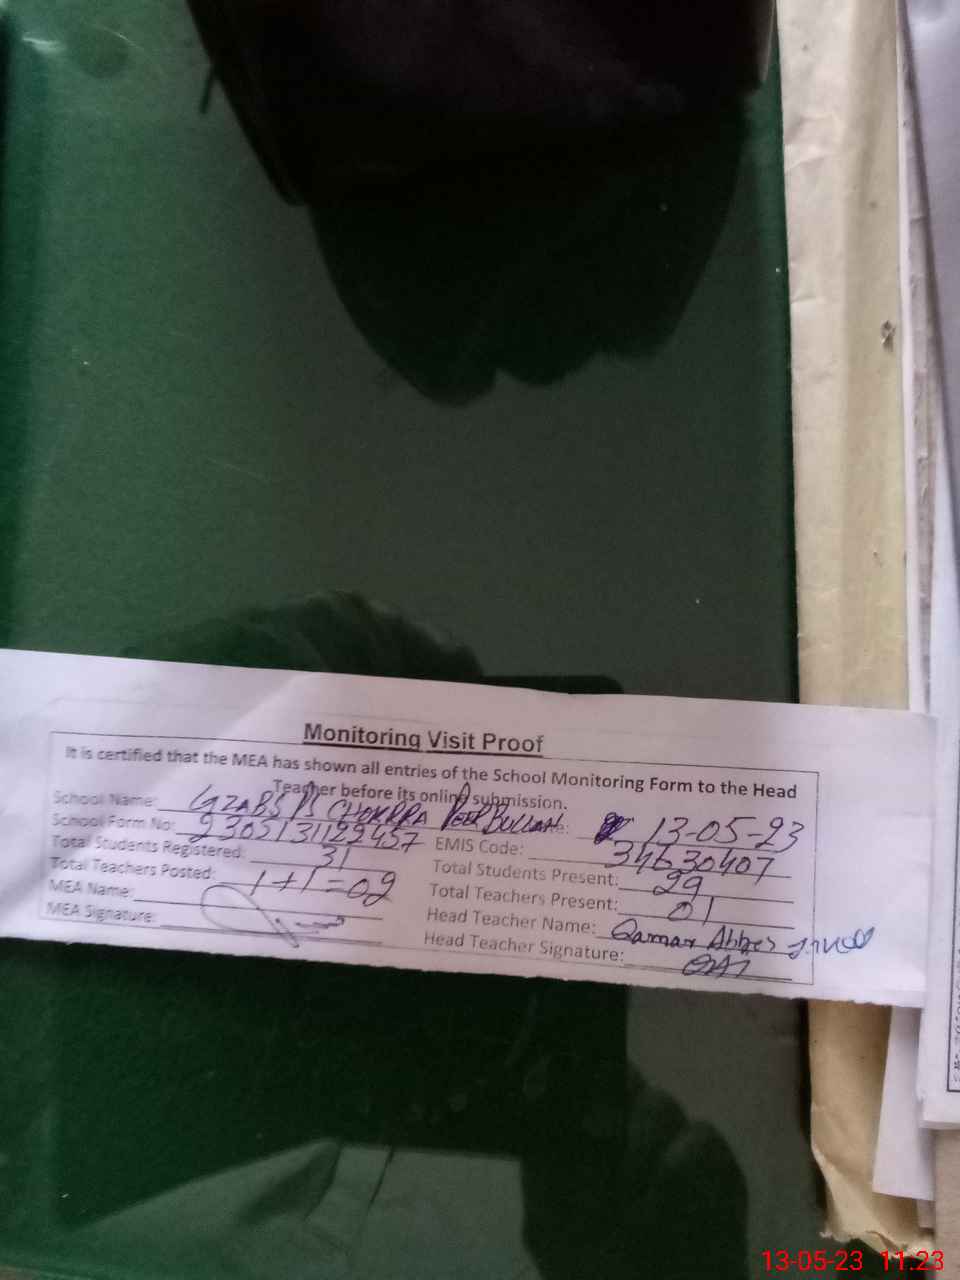 Monitoring Visit Proof
It is certified that the MEA has shown all entries of the School Monitoring Form to the Head
Teacher before its online submission.
School Name: PS CHOKRRA PEER BULLAH 13-05-23
School Form No: 2305131129457 EMIS Code: 34630407
Total Students Registered: 31 Total Students Present: 29
Total Teachers Posted: 1+1=02 Total Teachers Present: 01
MEA Name: Head Teacher Name: Qamar Abbas
MEA Signature: Head Teacher Signature:
13-05-23 11:23